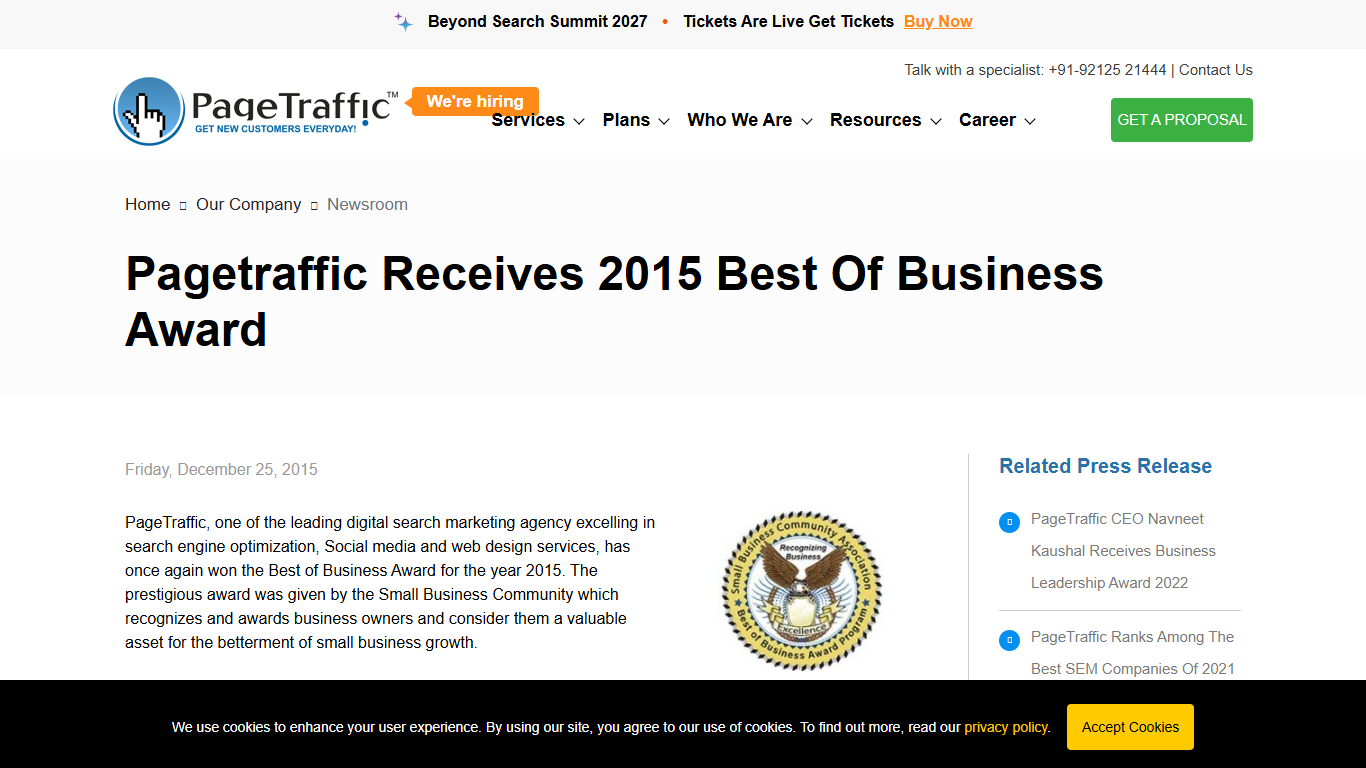 Beyond Search Summit 2027 • Tickets Are Live Get Tickets Buy Now
Talk with a specialist: +91-92125 21444 | Contact Us
PageTraffic™
GET NEW CUSTOMERS EVERYDAY!
We're hiring
Services Plans Who We Are Resources Career
GET A PROPOSAL
Home Our Company Newsroom
Pagetraffic Receives 2015 Best Of Business
Award
Friday, December 25, 2015
PageTraffic, one of the leading digital search marketing agency excelling in
search engine optimization, Social media and web design services, has
once again won the Best of Business Award for the year 2015. The
prestigious award was given by the Small Business Community which
recognizes and awards business owners and consider them a valuable
asset for the betterment of small business growth.
Small Business Community Association
Recognizing
Business
Excellence
Best of Business Award Program
Related Press Release
PageTraffic CEO Navneet
Kaushal Receives Business
Leadership Award 2022
PageTraffic Ranks Among The
Best SEM Companies Of 2021
We use cookies to enhance your user experience. By using our site, you agree to our use of cookies. To find out more, read our privacy policy.
Accept Cookies